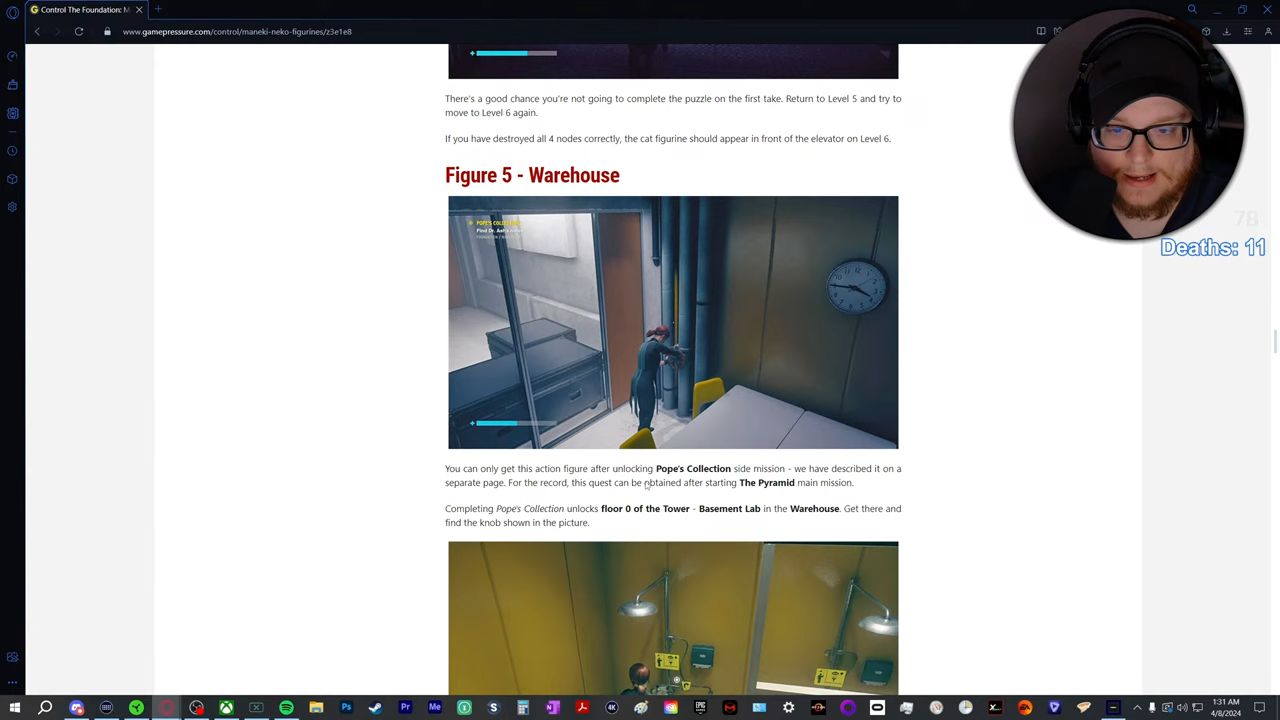 Control The Foundation: M
www.gamepressure.com/control/maneki-neko-figurines/z3e1e8
There's a good chance you're not going to complete the puzzle on the first take. Return to Level 5 and try to
move to Level 6 again.
If you have destroyed all 4 nodes correctly, the cat figurine should appear in front of the elevator on Level 6.
78
Deaths: 11
Figure 5 - Warehouse
You can only get this action figure after unlocking Pope's Collection side mission - we have described it on a
separate page. For the record, this quest can be obtained after starting The Pyramid main mission.
Completing Pope's Collection unlocks floor 0 of the Tower - Basement Lab in the Warehouse. Get there and
find the knob shown in the picture.
1:31 AM
4/8/2024